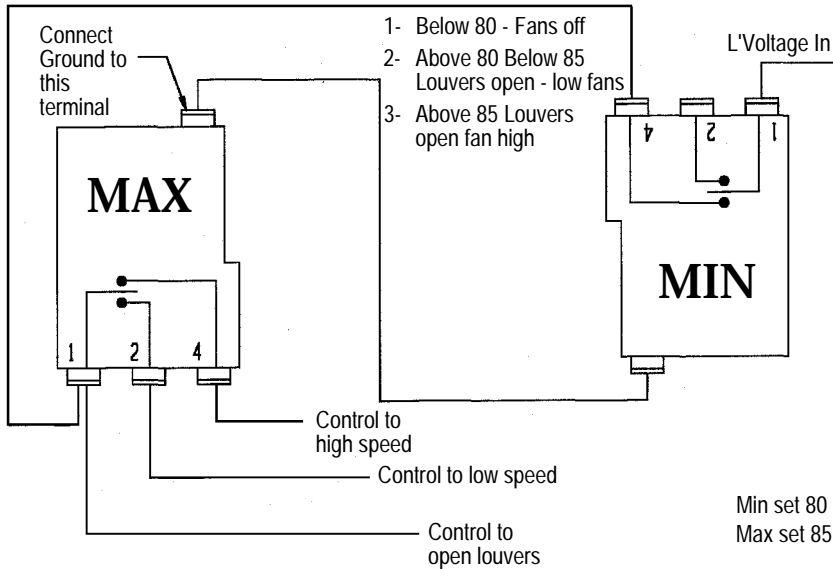 Connect
Ground to
this
terminal
1- Below 80 - Fans off
2- Above 80 Below 85
Louvers open - low fans
3- Above 85 Louvers
open fan high
L'Voltage In
4
2
1
MAX
MIN
1
2
4
Control to
high speed
Control to low speed
Control to
open louvers
Min set 80
Max set 85